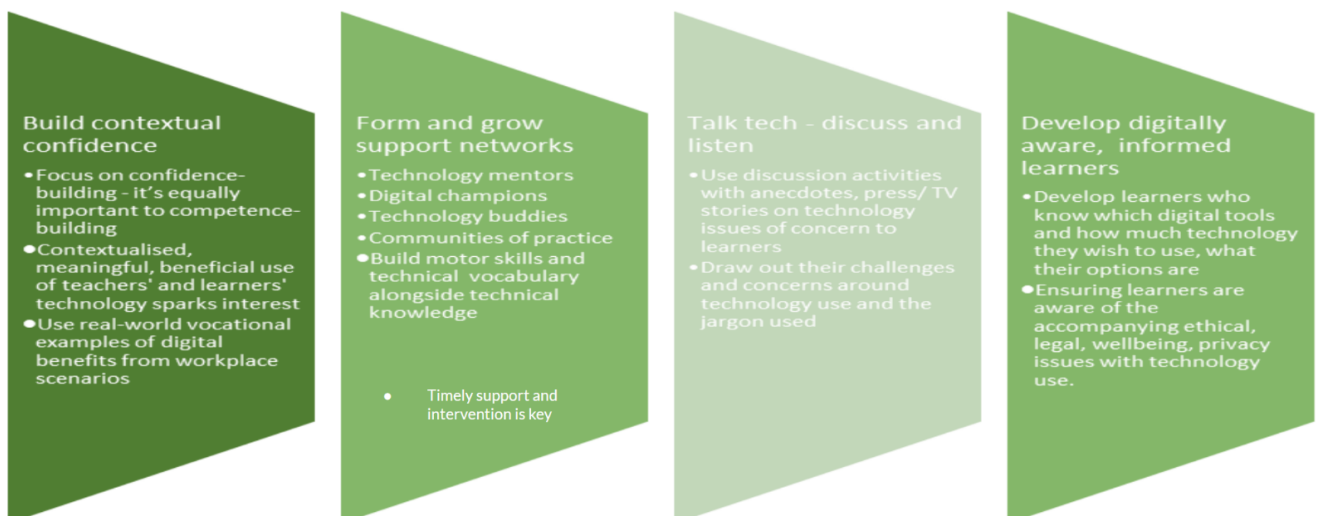 Build contextual
confidence
•Focus on confidence-
building - it's equally
important to competence-
building
●Contextualised,
meaningful, beneficial use
of teachers' and learners'
technology sparks interest
●Use real-world vocational
examples of digital
benefits from workplace
scenarios
Form and grow
support networks
•Technology mentors
•Digital champions
•Technology buddies
•Communities of practice
●Build motor skills and
technical vocabulary
alongside technical
knowledge
● Timely support and
intervention is key
Talk tech - discuss and
listen
•Use discussion activities
with anecdotes, press/ TV
stories on technology
issues of concern to
learners
•Draw out their challenges
and concerns around
technology use and the
jargon used
Develop digitally
aware, informed
learners
•Develop learners who
know which digital tools
and how much technology
they wish to use, what
their options are
●Ensuring learners are
aware of the
accompanying ethical,
legal, wellbeing, privacy
issues with technology
use.